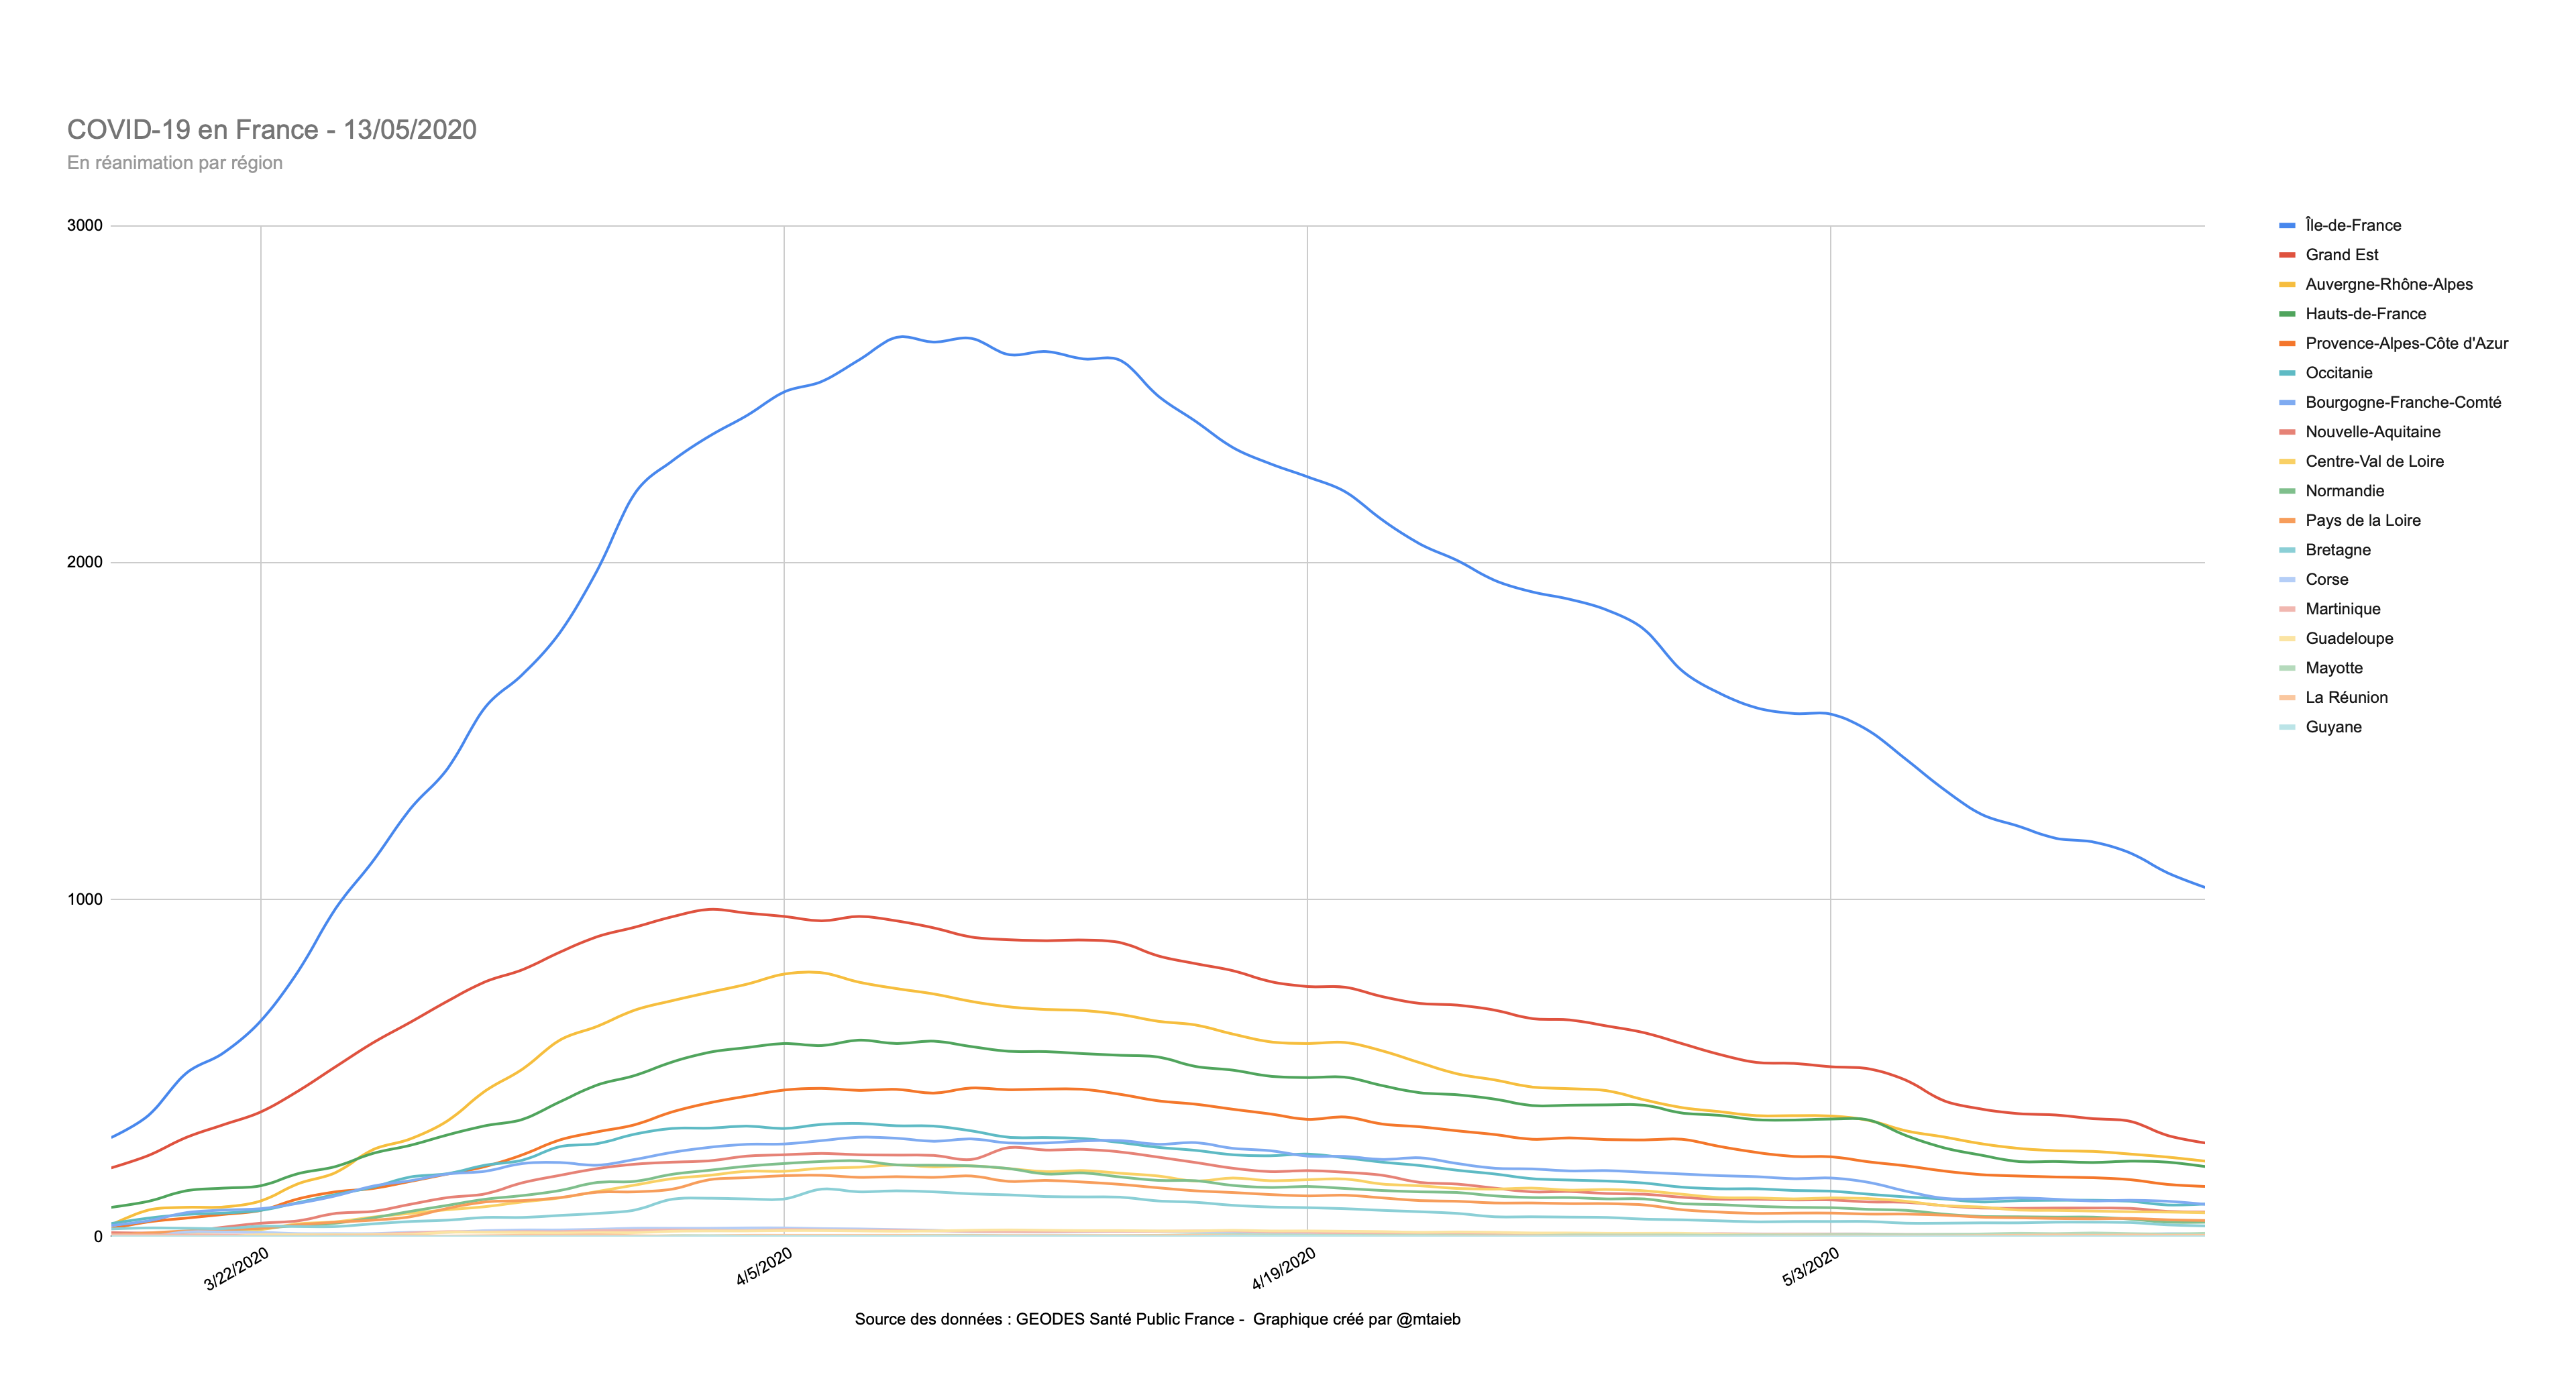 COVID-19 en France - 13/05/2020
En réanimation par région
3000
2000
1000
0
3/22/2020
4/5/2020
4/19/2020
5/3/2020
Île-de-France
Grand Est
Auvergne-Rhône-Alpes
Hauts-de-France
Provence-Alpes-Côte d'Azur
Occitanie
Bourgogne-Franche-Comté
Nouvelle-Aquitaine
Centre-Val de Loire
Normandie
Pays de la Loire
Bretagne
Corse
Martinique
Guadeloupe
Mayotte
La Réunion
Guyane
Source des données : GEODES Santé Public France -  Graphique créé par @mtaieb